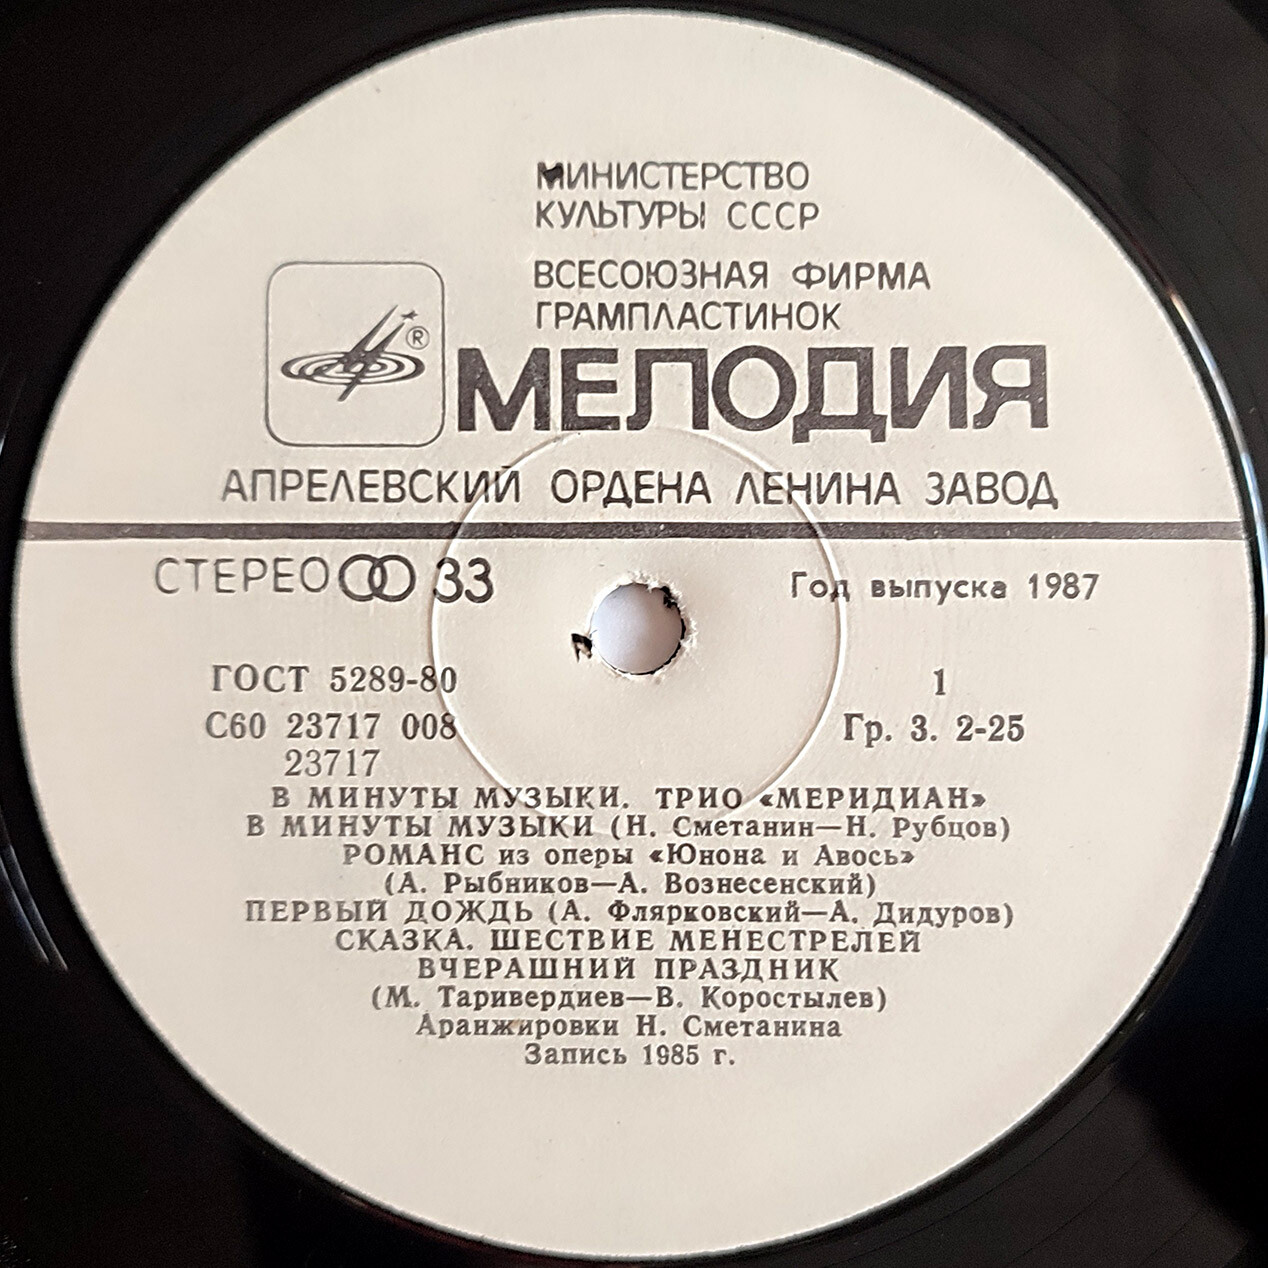 МИНИСТЕРСТВО
КУЛЬТУРЫ СССР
ВСЕСОЮЗНАЯ ФИРМА
ГРАМПЛАСТИНОК
®
МЕЛОДИЯ
АПРЕЛЕВСКИЙ ОРДЕНА ЛЕНИНА ЗАВОД
СТЕРЕО 33
Год выпуска 1987
ГОСТ 5289-80
1
С60 23717 008
Гр. 3. 2-25
23717
В МИНУТЫ МУЗЫКИ. ТРИО «МЕРИДИАН»
В МИНУТЫ МУЗЫКИ (Н. Сметанин—Н. Рубцов)
РОМАНС из оперы «Юнона и Авось»
(А. Рыбников—А. Вознесенский)
ПЕРВЫЙ ДОЖДЬ (А. Флярковский—А. Дидуров)
СКАЗКА. ШЕСТВИЕ МЕНЕСТРЕЛЕЙ
ВЧЕРАШНИЙ ПРАЗДНИК
(М. Таривердиев—В. Коростылев)
Аранжировки Н. Сметанина
Запись 1985 г.